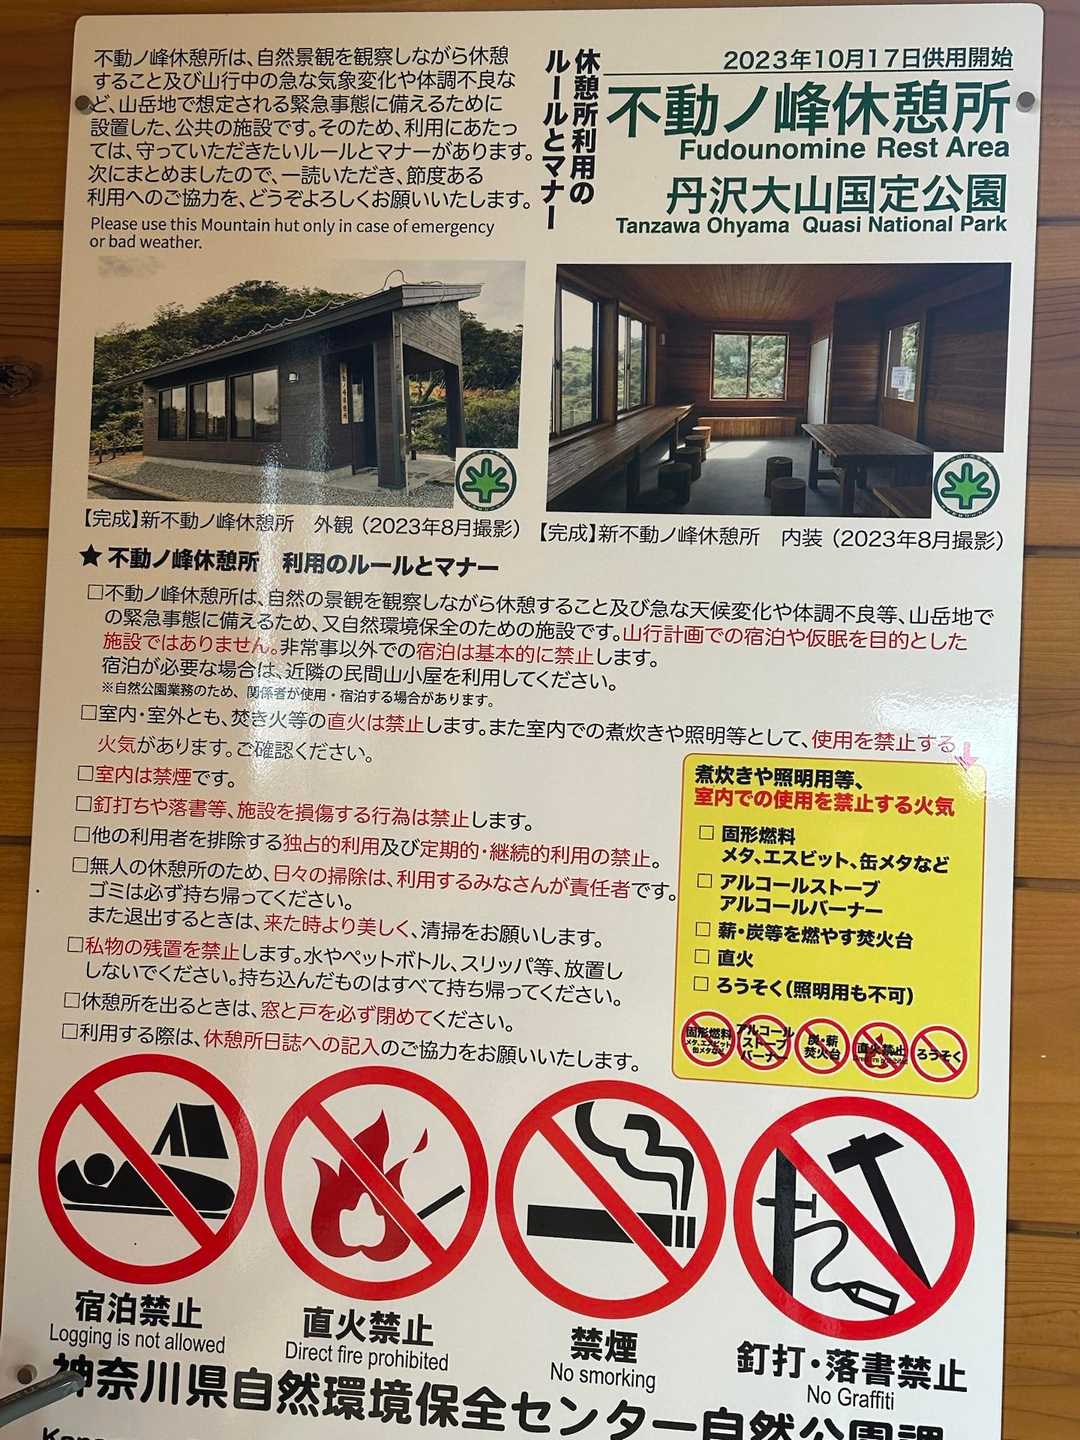 2023年10月17日供用開始
不動ノ峰休憩所
Fudounomine Rest Area
丹沢大山国定公園
Tanzawa Ohyama Quasi National Park
休憩所利用の
ルールとマナー
不動ノ峰休憩所は、自然景観を観察しながら休憩
すること及び山行中の急な気象変化や体調不良な
ど、山岳地で想定される緊急事態に備えるために
設置した、公共の施設です。そのため、利用にあたっ
ては、守っていただきたいルールとマナーがあります。
次にまとめましたので、一読いただき、節度ある
利用へのご協力を、どうぞよろしくお願いいたします。
Please use this Mountain hut only in case of emergency
or bad weather.
【完成】新不動ノ峰休憩所　外観（2023年8月撮影）
【完成】新不動ノ峰休憩所　内装（2023年8月撮影）
★不動ノ峰休憩所　利用のルールとマナー
□不動ノ峰休憩所は、自然の景観を観察しながら休憩すること及び急な天候変化や体調不良等、山岳地で
の緊急事態に備えるため、又自然環境保全のための施設です。山行計画での宿泊や仮眠を目的とした
施設ではありません。非常事以外での宿泊は基本的に禁止します。
宿泊が必要な場合は、近隣の民間山小屋を利用してください。
※自然公園業務のため、関係者が使用・宿泊する場合があります。
□室内・室外とも、焚き火等の直火は禁止します。また室内での煮炊きや照明等として、使用を禁止する
火気があります。ご確認ください。
□室内は禁煙です。
□釘打ちや落書等、施設を損傷する行為は禁止します。
□他の利用者を排除する独占的利用及び定期的・継続的利用の禁止。
□無人の休憩所のため、日々の掃除は、利用するみなさんが責任者です。
ゴミは必ず持ち帰ってください。
また退出するときは、来た時より美しく、清掃をお願いします。
□私物の残置を禁止します。水やペットボトル、スリッパ等、放置し
しないでください。持ち込んだものはすべて持ち帰ってください。
□休憩所を出るときは、窓と戸を必ず閉めてください。
□利用する際は、休憩所日誌への記入のご協力をお願いいたします。
煮炊きや照明用等、
室内での使用を禁止する火気
□ 固形燃料
メタ、エスビット、缶メタなど
□ アルコールストーブ
アルコールバーナー
□ 薪・炭等を燃やす焚火台
□ 直火
□ ろうそく（照明用も不可）
固形燃料
メタ、エスビット
缶メタなど
アルコール
ストーブ
バーナー
炭・薪
焚火台
直火禁止
ろうそく
宿泊禁止
Logging is not allowed
直火禁止
Direct fire prohibited
禁煙
No smorking
釘打・落書禁止
No Graffiti
神奈川県自然環境保全センター自然公園課